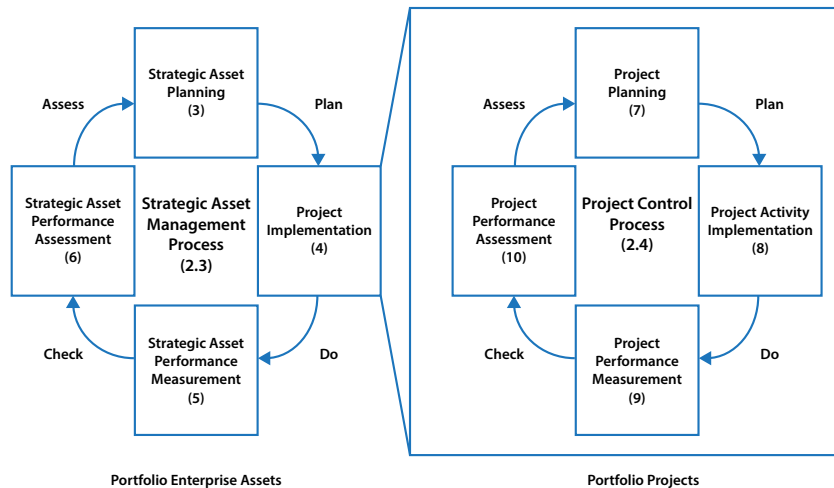 Strategic Asset
Planning
(3)
Assess
Plan
Strategic Asset
Performance
Assessment
(6)
Strategic Asset
Management
Process
(2.3)
Project
Implementation
(4)
Check
Strategic Asset
Performance
Measurement
(5)
Do
Portfolio Enterprise Assets
Project
Planning
(7)
Assess
Plan
Project
Performance
Assessment
(10)
Project Control
Process
(2.4)
Project Activity
Implementation
(8)
Check
Project
Performance
Measurement
(9)
Do
Portfolio Projects